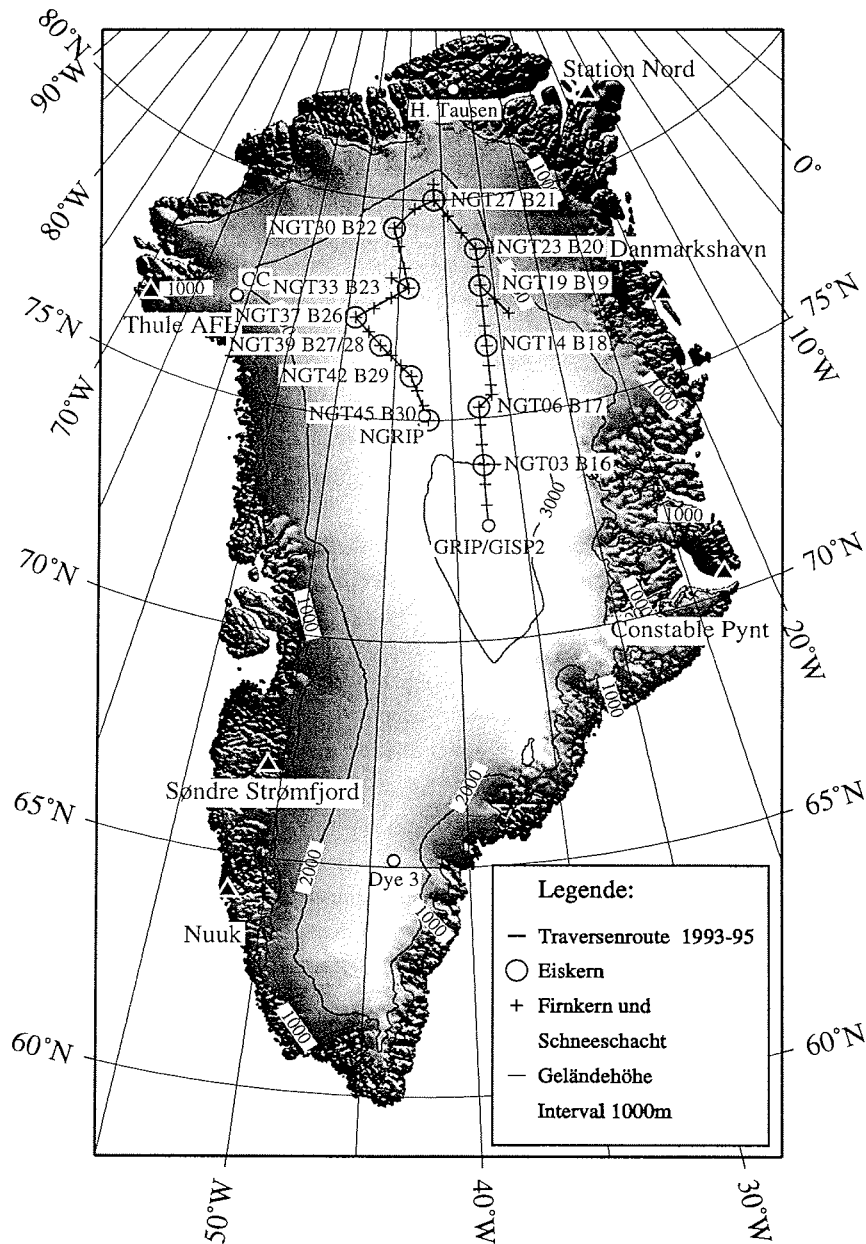 80°N
90°W
Station Nord
H. Tausen
1000
0°
80°W
NGT27 B21
NGT30 B22
NGT23 B20
Danmarkshavn
1000
CC
NGT33 B23
NGT19 B19
75°N
Thule AFB
NGT37 B26
75°N
10°W
NGT39 B27/28
NGT14 B18
70°W
NGT42 B29
1000
NGT45 B30
NGT06 B17
NGRIP
NGT03 B16
3000
1000
GRIP/GISP2
70°N
70°N
1000
1000
Constable Pynt
20°W
1000
Søndre Strømfjord
65°N
2000
65°N
2000
Dye 3
Nuuk
1000
1000
60°N
60°N
Legende:
Traversenroute 1993-95
Eiskern
Firnkern und
Schneeschacht
Geländehöhe
Interval 1000m
50°W
40°W
30°W